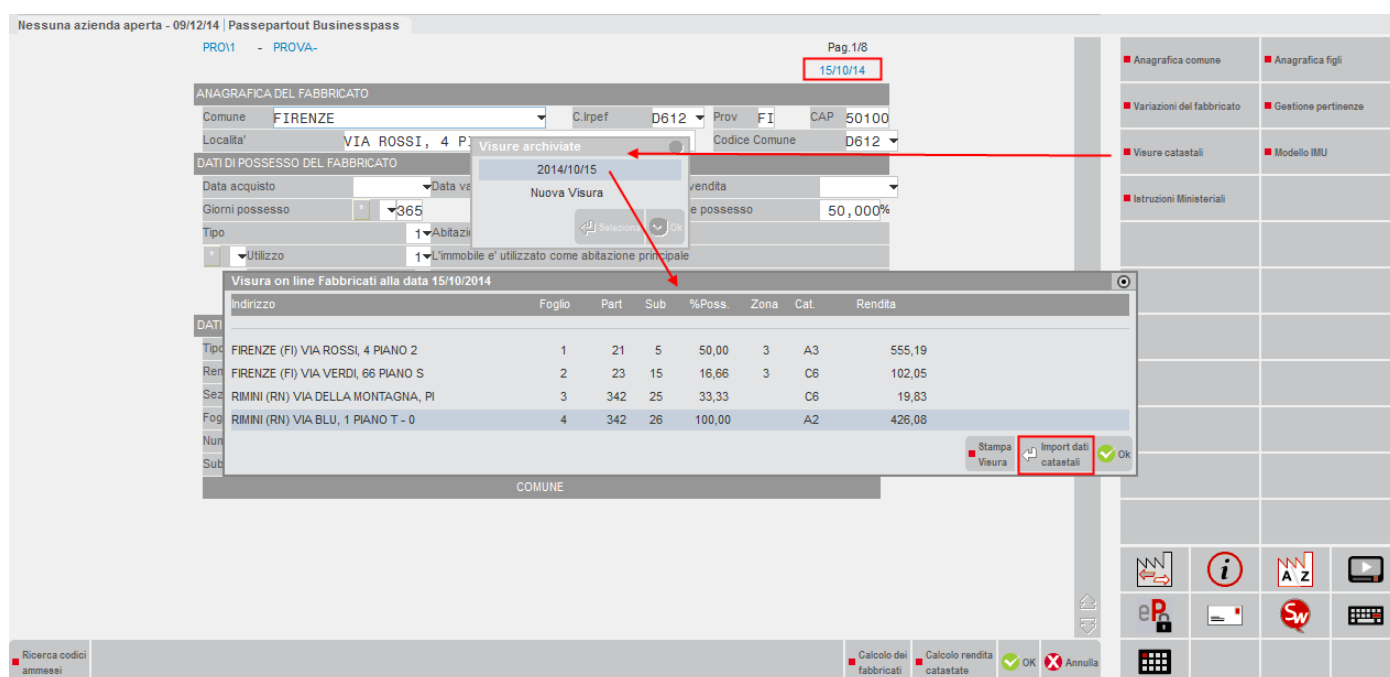 Nessuna azienda aperta - 09/12/14 | Passepartout Businesspass
PRO\1 - PROVA- Pag.1/8
15/10/14
ANAGRAFICA DEL FABBRICATO
Comune FIRENZE C.Irpef D612 Prov FI CAP 50100
Localita' VIA ROSSI, 4 P Codice Comune D612
DATI DI POSSESSO DEL FABBRICATO
Data acquisto Data va vendita
Giorni possesso * 365 e possesso 50,000%
Tipo 1 Abitazi
* Utilizzo 1 L'immobile e' utilizzato come abitazione principale
Visure archiviate
2014/10/15
Nuova Visura
Seleziona Ok
Visura on line Fabbricati alla data 15/10/2014
Indirizzo Foglio Part Sub %Poss. Zona Cat. Rendita
FIRENZE (FI) VIA ROSSI, 4 PIANO 2 1 21 5 50,00 3 A3 555,19
FIRENZE (FI) VIA VERDI, 66 PIANO S 2 23 15 16,66 3 C6 102,05
RIMINI (RN) VIA DELLA MONTAGNA, PI 3 342 25 33,33 C6 19,83
RIMINI (RN) VIA BLU, 1 PIANO T - 0 4 342 26 100,00 A2 426,08
Stampa Visura Import dati catastali Ok
DATI
Tipo
Ren
Sez
Fog
Num
Sub
COMUNE
Anagrafica comune Anagrafica figli
Variazioni del fabbricato Gestione pertinenze
Visure catastali Modello IMU
Istruzioni Ministeriali
i A Z
eP Sw
Ricerca codici ammessi
Calcolo dei fabbricati Calcolo rendita catastate OK Annulla